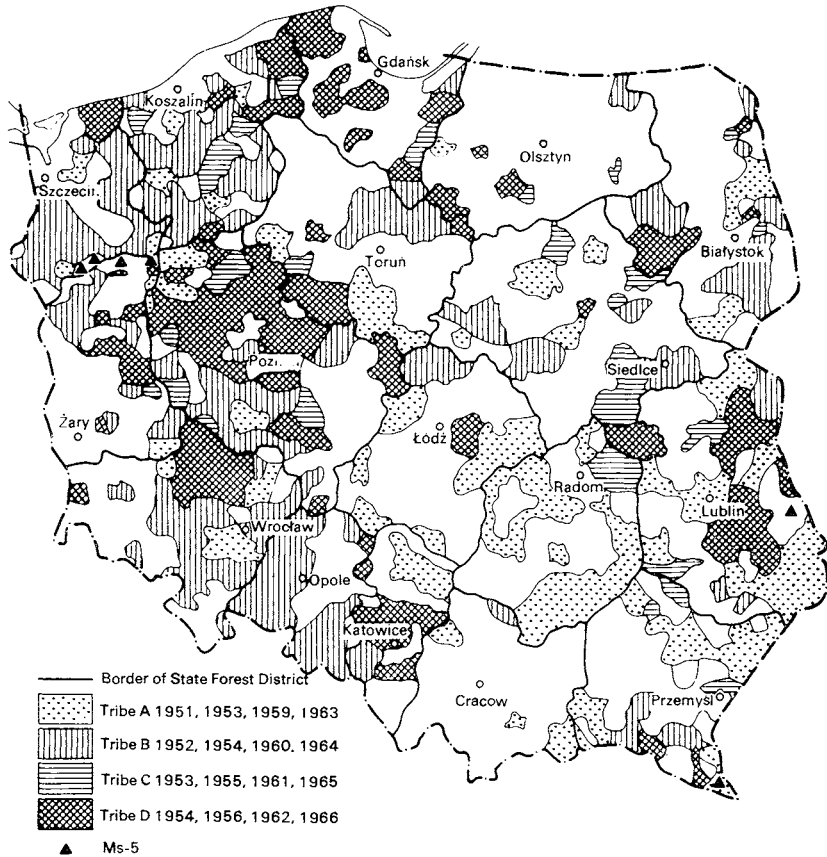 Gdańsk
Koszalin
Olsztyn
Szczecin
Białystok
Toruń
Siedlce
Żary
Łódź
Radom
Lublin
Wrocław
Opole
Katowice
Cracow
Przemyśl
Border of State Forest District
Tribe A 1951, 1953, 1959, 1963
Tribe B 1952, 1954, 1960. 1964
Tribe C 1953, 1955, 1961, 1965
Tribe D 1954, 1956, 1962, 1966
Ms-5